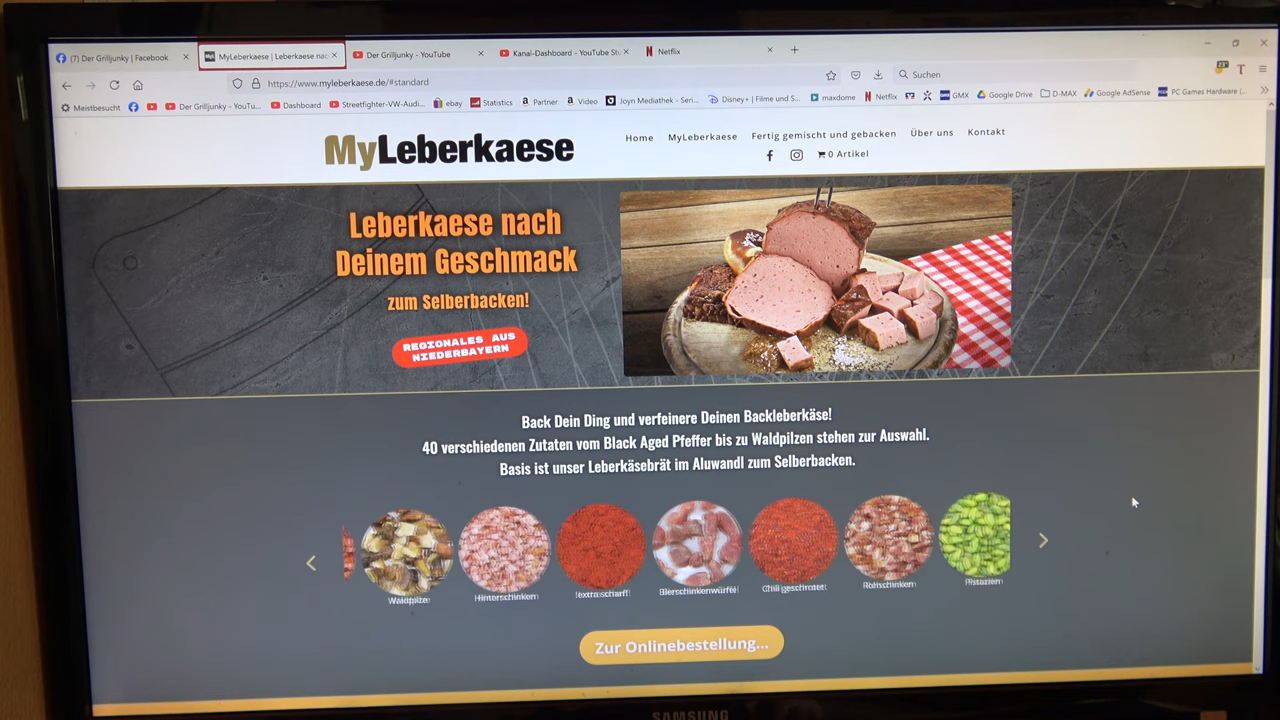 (7) Der Grilljunky | Facebook
MyLeberkaese | Leberkaese nac
Der Grilljunky - YouTube
Kanal-Dashboard - YouTube Stu
Netflix
https://www.myleberkaese.de/#standard
Suchen
Meistbesucht
Der Grilljunky - YouTu...
Dashboard
Streetfighter-VW-Audi...
ebay
Statistics
Partner
Video
Joyn Mediathek - Seri...
Disney+ | Filme und S...
maxdome
Netflix
GMX
Google Drive
D-MAX
Google AdSense
PC Games Hardware (...
MyLeberkaese
Home
MyLeberkaese
Fertig gemischt und gebacken
Über uns
Kontakt
0 Artikel
Leberkaese nach
Deinem Geschmack
zum Selberbacken!
REGIONALES AUS
NIEDERBAYERN
Back Dein Ding und verfeinere Deinen Backleberkäse!
40 verschiedenen Zutaten vom Black Aged Pfeffer bis zu Waldpilzen stehen zur Auswahl.
Basis ist unser Leberkäsebrät im Aluwandl zum Selberbacken.
Waldpilze
Hinterschinken
!extra scharf!
Bierschinkenwürfel
Chili geschrotet
Rohschinken
Pistazien
Zur Onlinebestellung...
SAMSUNG